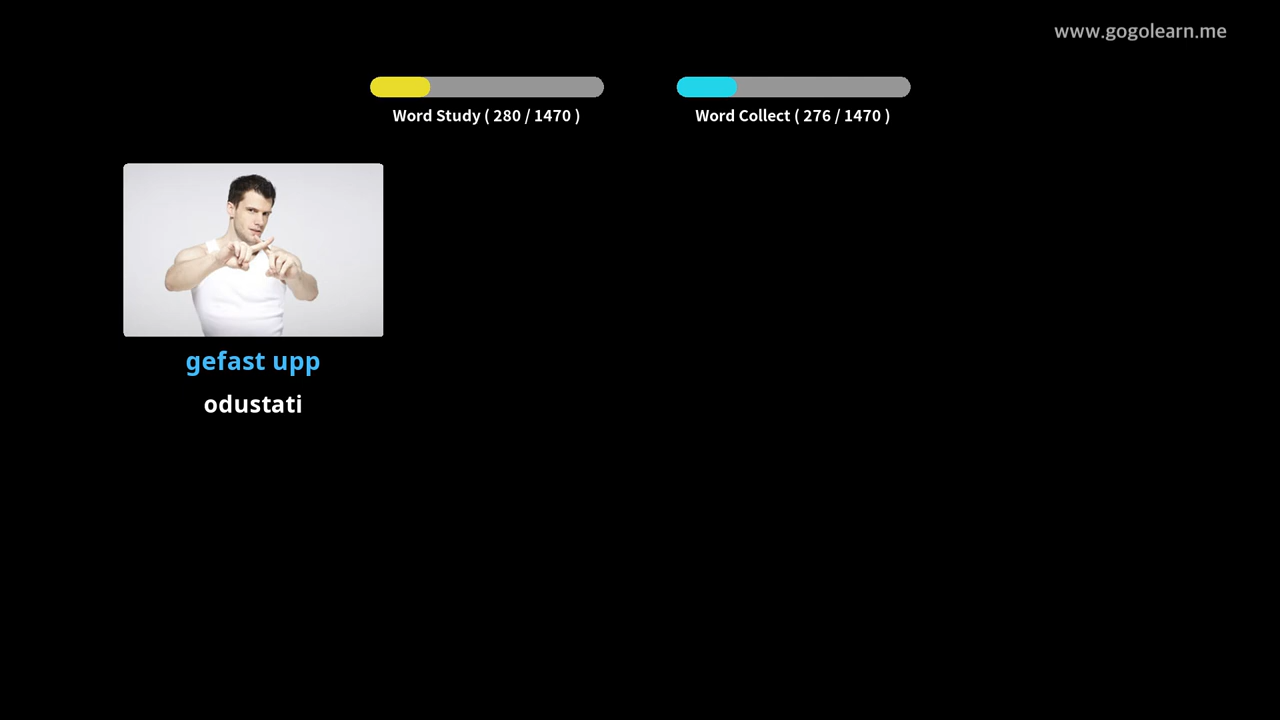 www.gogolearn.me
Word Study ( 280 / 1470 )
Word Collect ( 276 / 1470 )
gefast upp
odustati